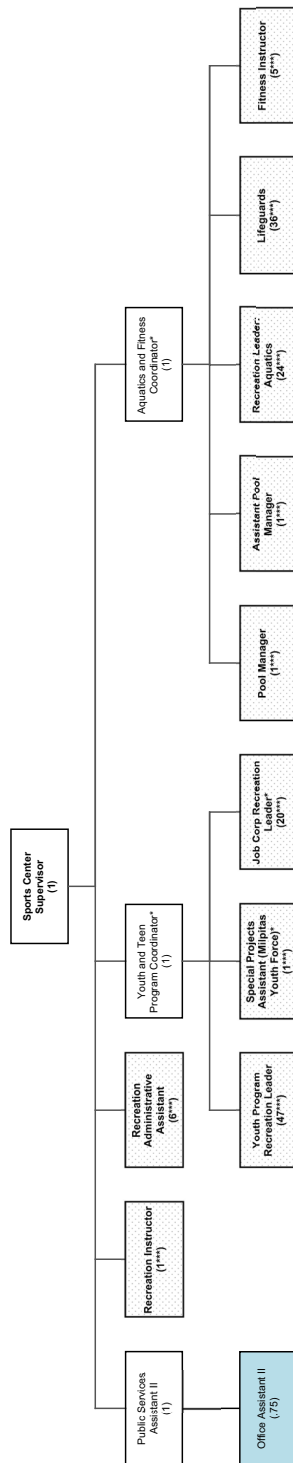 Sports Center
Supervisor
(1)
Public Services
Assistant II
(1)
Recreation Instructor
(1***)
Recreation
Administrative
Assistant
(6***)
Youth and Teen
Program Coordinator*
(1)
Aquatics and Fitness
Coordinator*
(1)
Office Assistant II
(.75)
Youth Program
Recreation Leader
(47***)
Special Projects
Assistant (Milpitas
Youth Force)*
(1***)
Job Corp Recreation
Leader*
(20***)
Pool Manager
(1***)
Assistant Pool
Manager
(1***)
Recreation Leader:
Aquatics
(24***)
Lifeguards
(36***)
Fitness Instructor
(5***)